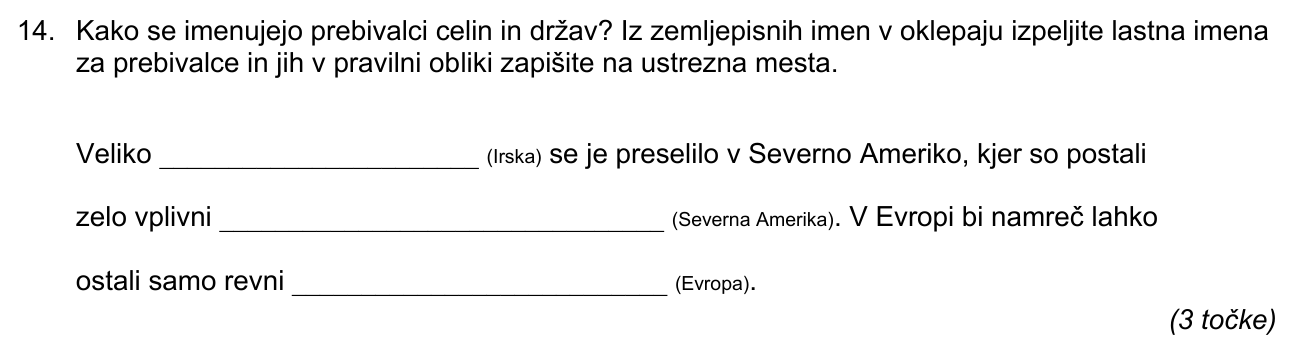 14. Kako se imenujejo prebivalci celin in držav? Iz zemljepisnih imen v oklepaju izpeljite lastna imena
za prebivalce in jih v pravilni obliki zapišite na ustrezna mesta.
Veliko ______________________ (Irska) se je preselilo v Severno Ameriko, kjer so postali
zelo vplivni ______________________________ (Severna Amerika). V Evropi bi namreč lahko
ostali samo revni __________________________ (Evropa).
(3 točke)